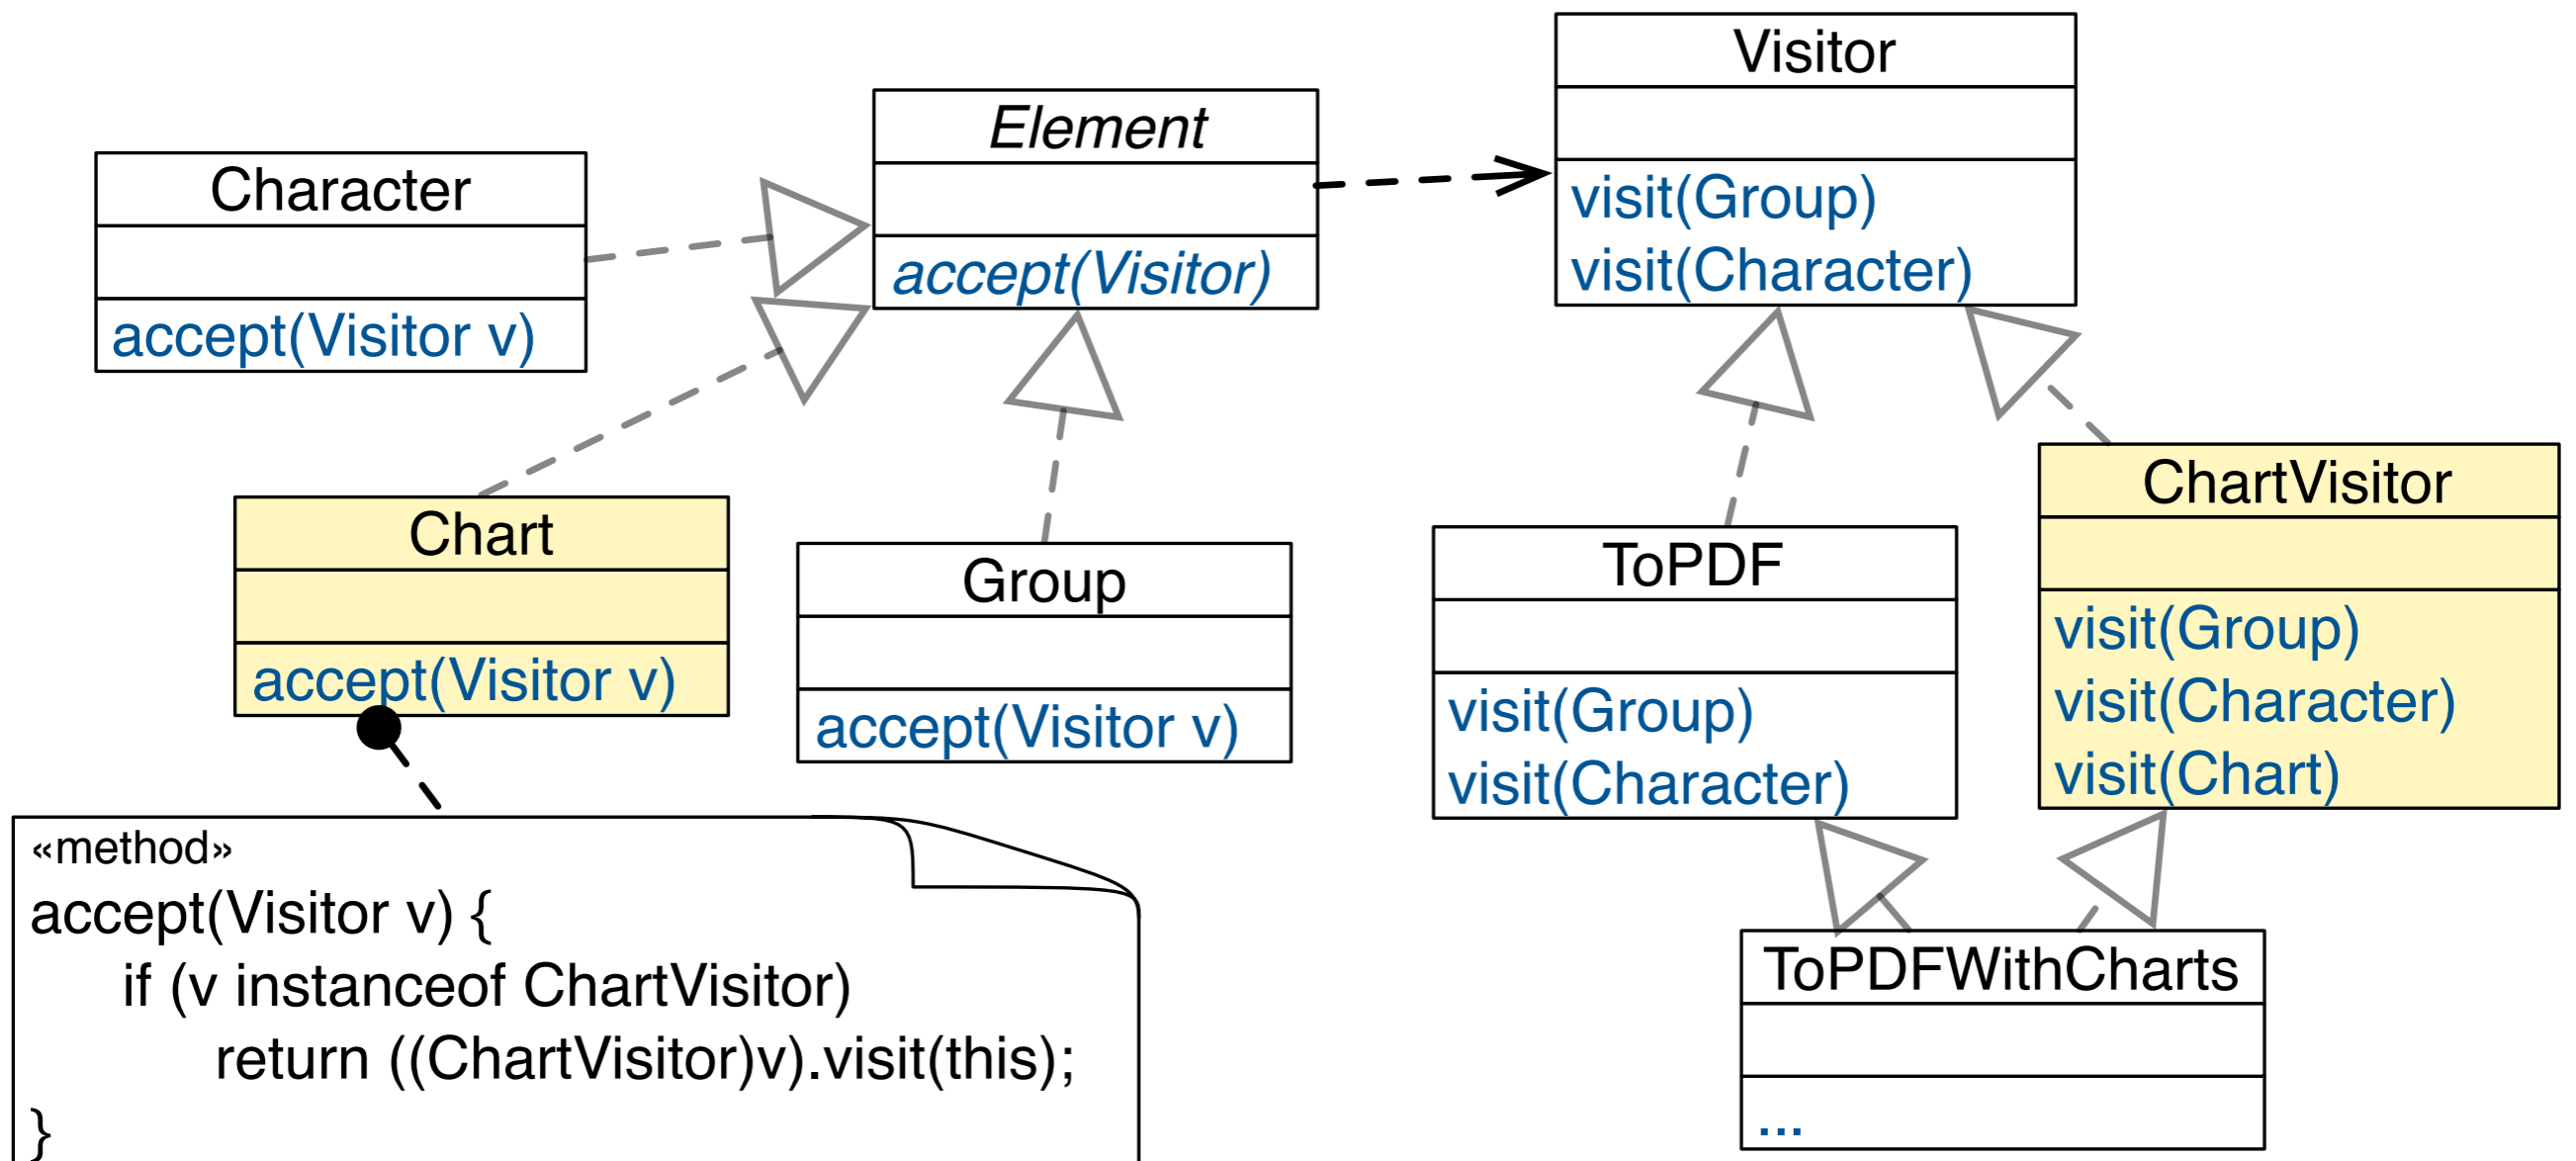 Visitor
visit(Group)
visit(Character)
Element
accept(Visitor)
Character
accept(Visitor v)
Chart
accept(Visitor v)
Group
accept(Visitor v)
ToPDF
visit(Group)
visit(Character)
ChartVisitor
visit(Group)
visit(Character)
visit(Chart)
«method»
accept(Visitor v) {
if (v instanceof ChartVisitor)
return ((ChartVisitor)v).visit(this);
}
ToPDFWithCharts
...